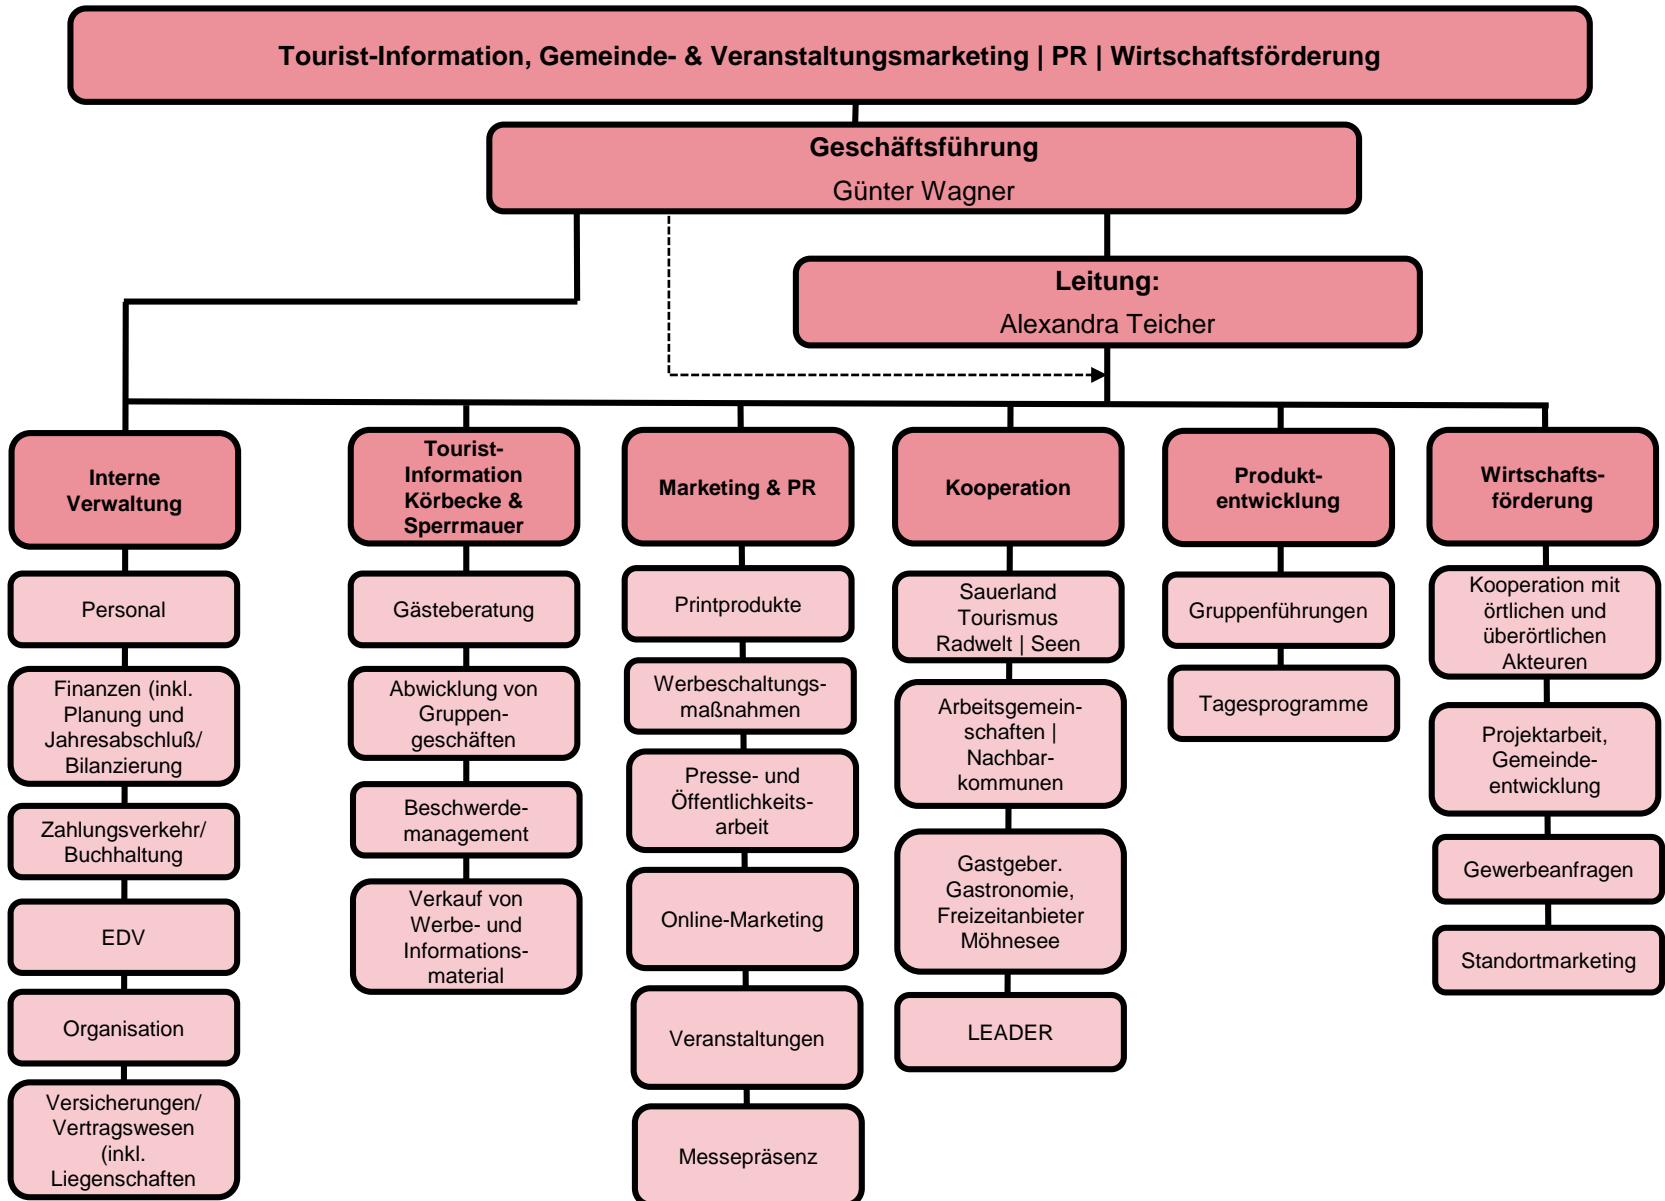 Tourist-Information, Gemeinde- & Veranstaltungsmarketing | PR | Wirtschaftsförderung
Geschäftsführung
Günter Wagner
Leitung:
Alexandra Teicher
Interne
Verwaltung
Personal
Finanzen (inkl.
Planung und
Jahresabschluß/
Bilanzierung
Zahlungsverkehr/
Buchhaltung
EDV
Organisation
Versicherungen/
Vertragswesen
(inkl.
Liegenschaften
Tourist-
Information
Körbecke &
Sperrmauer
Gästeberatung
Abwicklung von
Gruppen-
geschäften
Beschwerde-
management
Verkauf von
Werbe- und
Informations-
material
Marketing & PR
Printprodukte
Werbeschaltungs-
maßnahmen
Presse- und
Öffentlichkeits-
arbeit
Online-Marketing
Veranstaltungen
Messepräsenz
Kooperation
Sauerland
Tourismus
Radwelt | Seen
Arbeitsgemein-
schaften |
Nachbar-
kommunen
Gastgeber.
Gastronomie,
Freizeitanbieter
Möhnesee
LEADER
Produkt-
entwicklung
Gruppenführungen
Tagesprogramme
Wirtschafts-
förderung
Kooperation mit
örtlichen und
überörtlichen
Akteuren
Projektarbeit,
Gemeinde-
entwicklung
Gewerbeanfragen
Standortmarketing